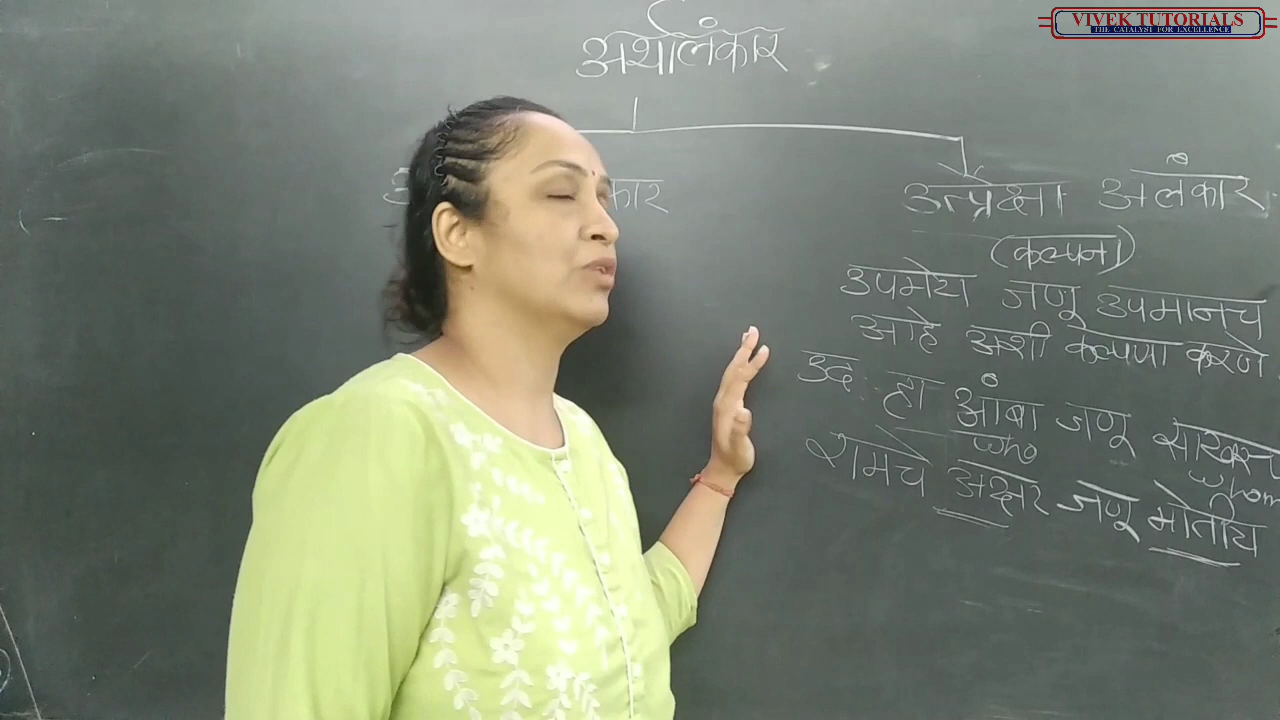 VIVEK TUTORIALS
THE CATALYST FOR EXCELLENCE
अर्थालंकार
कार
उत्प्रेक्षा अलंकार
(कल्पना)
उपमेय जणू उपमानच
आहे अशी कल्पणा करणे
उद हा आंबा जणू साखरच
who whom
रामचे अक्षर जणू मोतीय